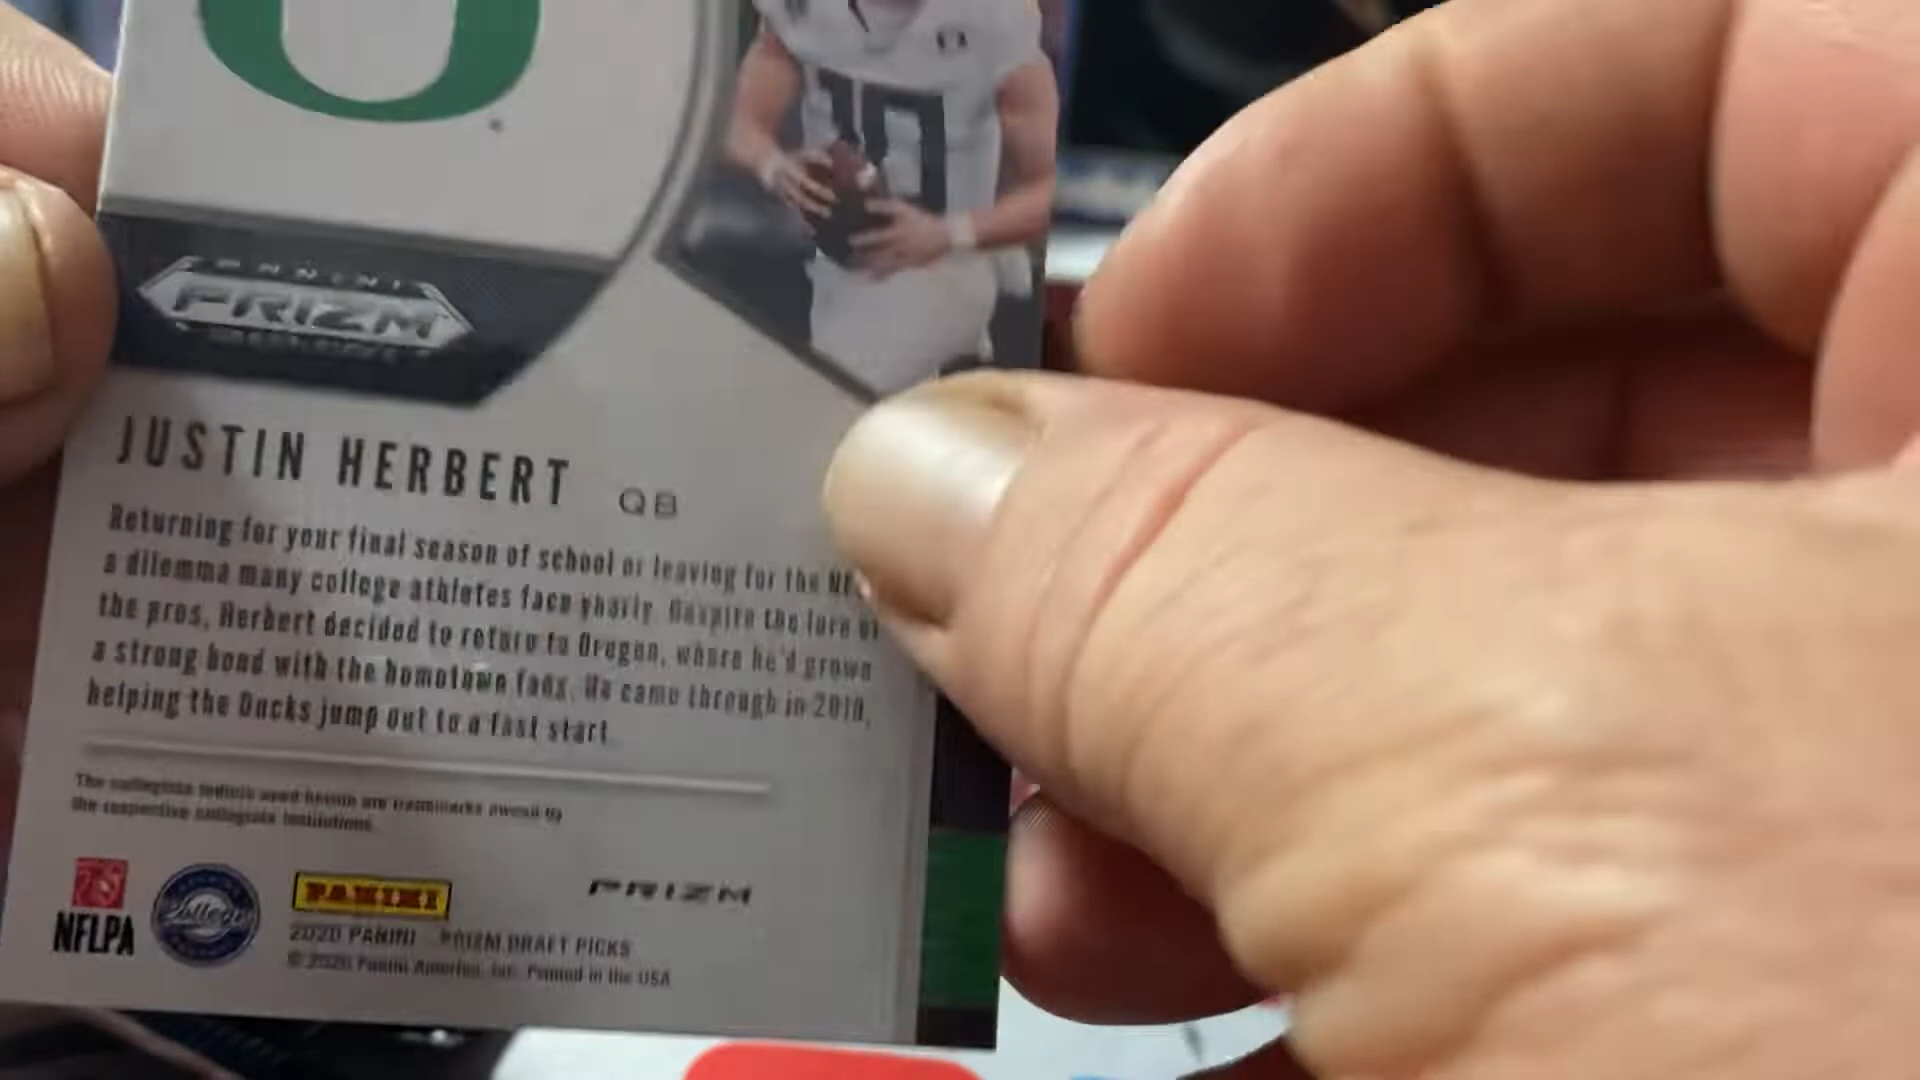 10
PANINI
PRIZM
JUSTIN HERBERT QB
Returning for your final season of school or leaving for the
a dilemma many college athletes face yearly. Despite the lure of
the pros, Herbert decided to return to Oregon, where he'd grown
a strong bond with the hometown fans. He came through in 2019,
helping the Ducks jump out to a fast start.
The collegiate indicia used herein are trademarks owned by
the respective collegiate institutions.
NFLPA
College
PANINI
PRIZM
2020 PANINI - PRIZM DRAFT PICKS
© 2020 Panini America, Inc. Printed in the USA